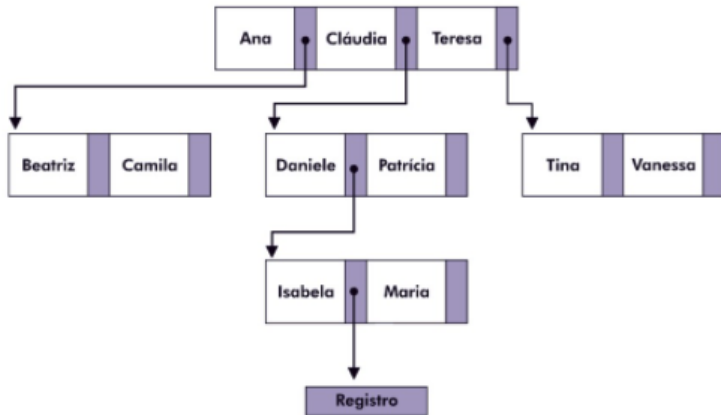 Ana Cláudia Teresa
Beatriz Camila Daniele Patrícia Tina Vanessa
Isabela Maria
Registro